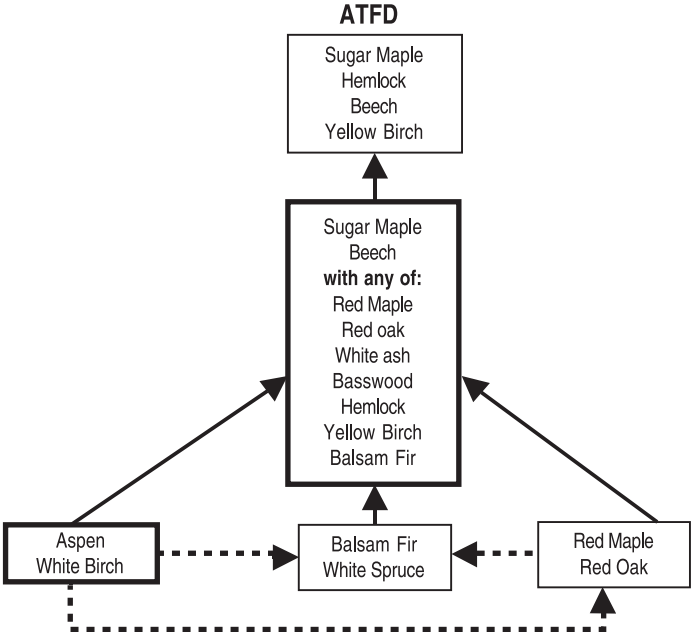 ATFD
Sugar Maple
Hemlock
Beech
Yellow Birch
Sugar Maple
Beech
with any of:
Red Maple
Red oak
White ash
Basswood
Hemlock
Yellow Birch
Balsam Fir
Aspen
White Birch
Balsam Fir
White Spruce
Red Maple
Red Oak